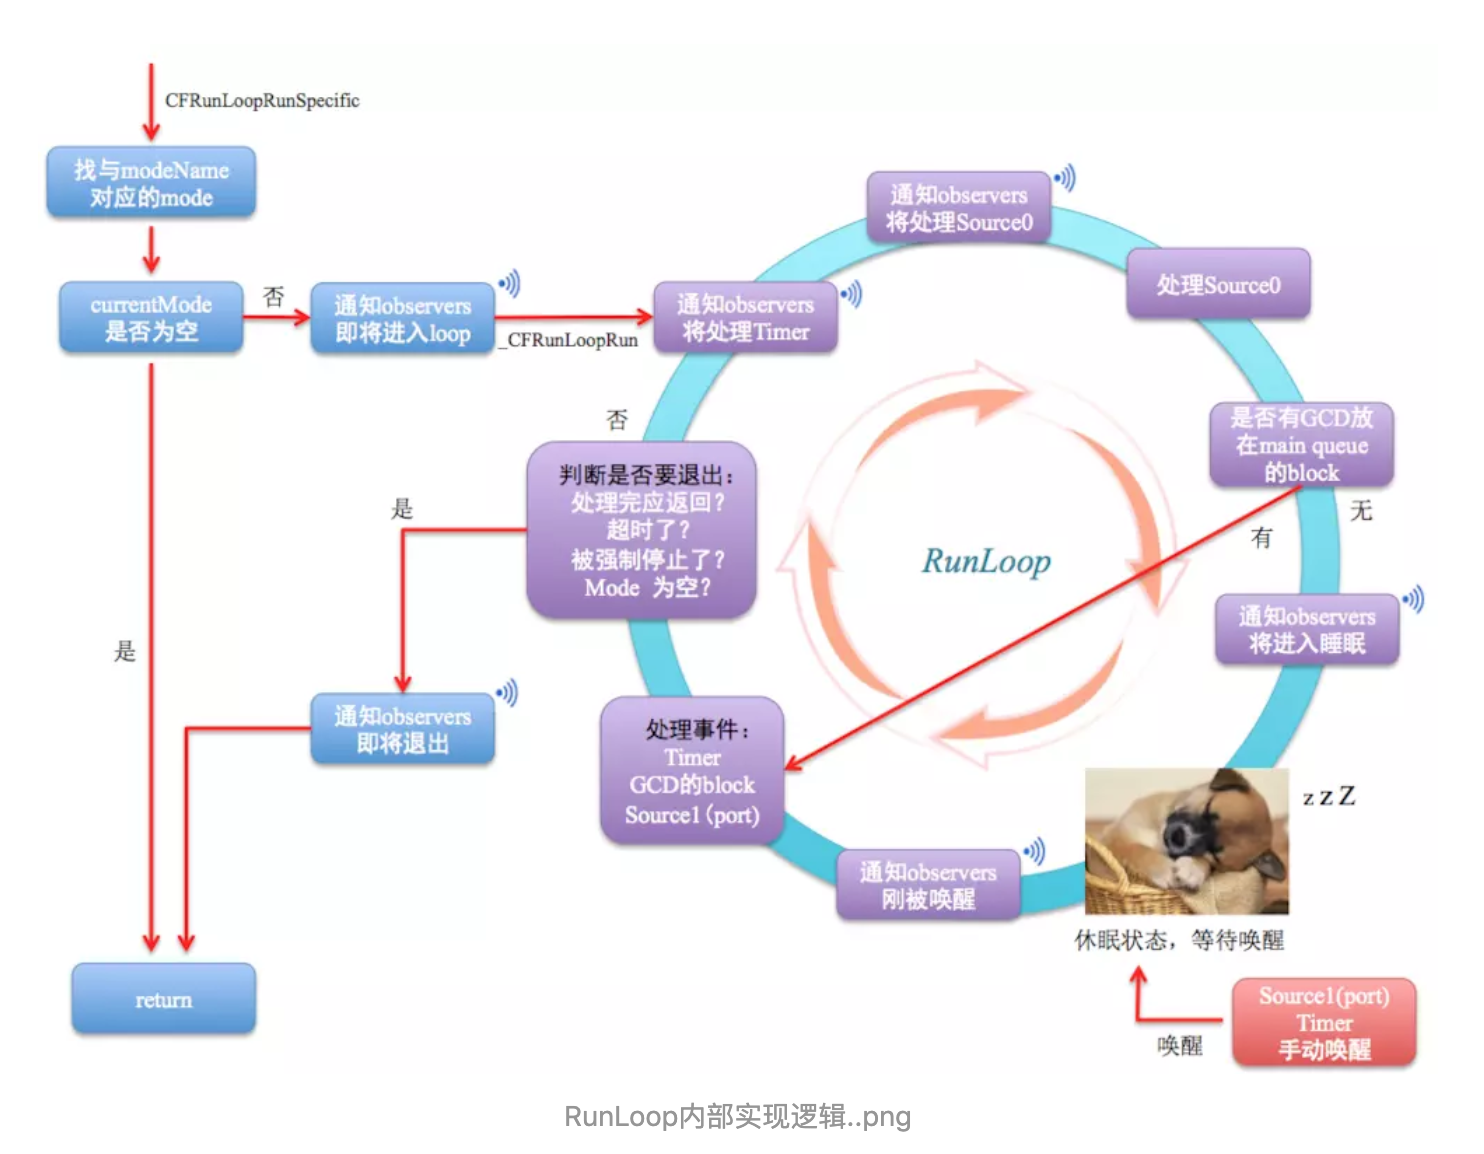 CFRunLoopRunSpecific
找与modeName
对应的mode
currentMode
是否为空
否
通知observers
即将进入loop
_CFRunLoopRun
通知observers
将处理Timer
通知observers
将处理Source0
处理Source0
是否有GCD放
在main queue
的block
无
有
通知observers
将进入睡眠
z z Z
休眠状态，等待唤醒
Source1(port)
Timer
手动唤醒
唤醒
通知observers
刚被唤醒
处理事件：
Timer
GCD的block
Source1（port)
否
判断是否要退出：
处理完应返回？
超时了？
被强制停止了？
Mode 为空？
是
通知observers
即将退出
是
return
RunLoop
RunLoop内部实现逻辑..png